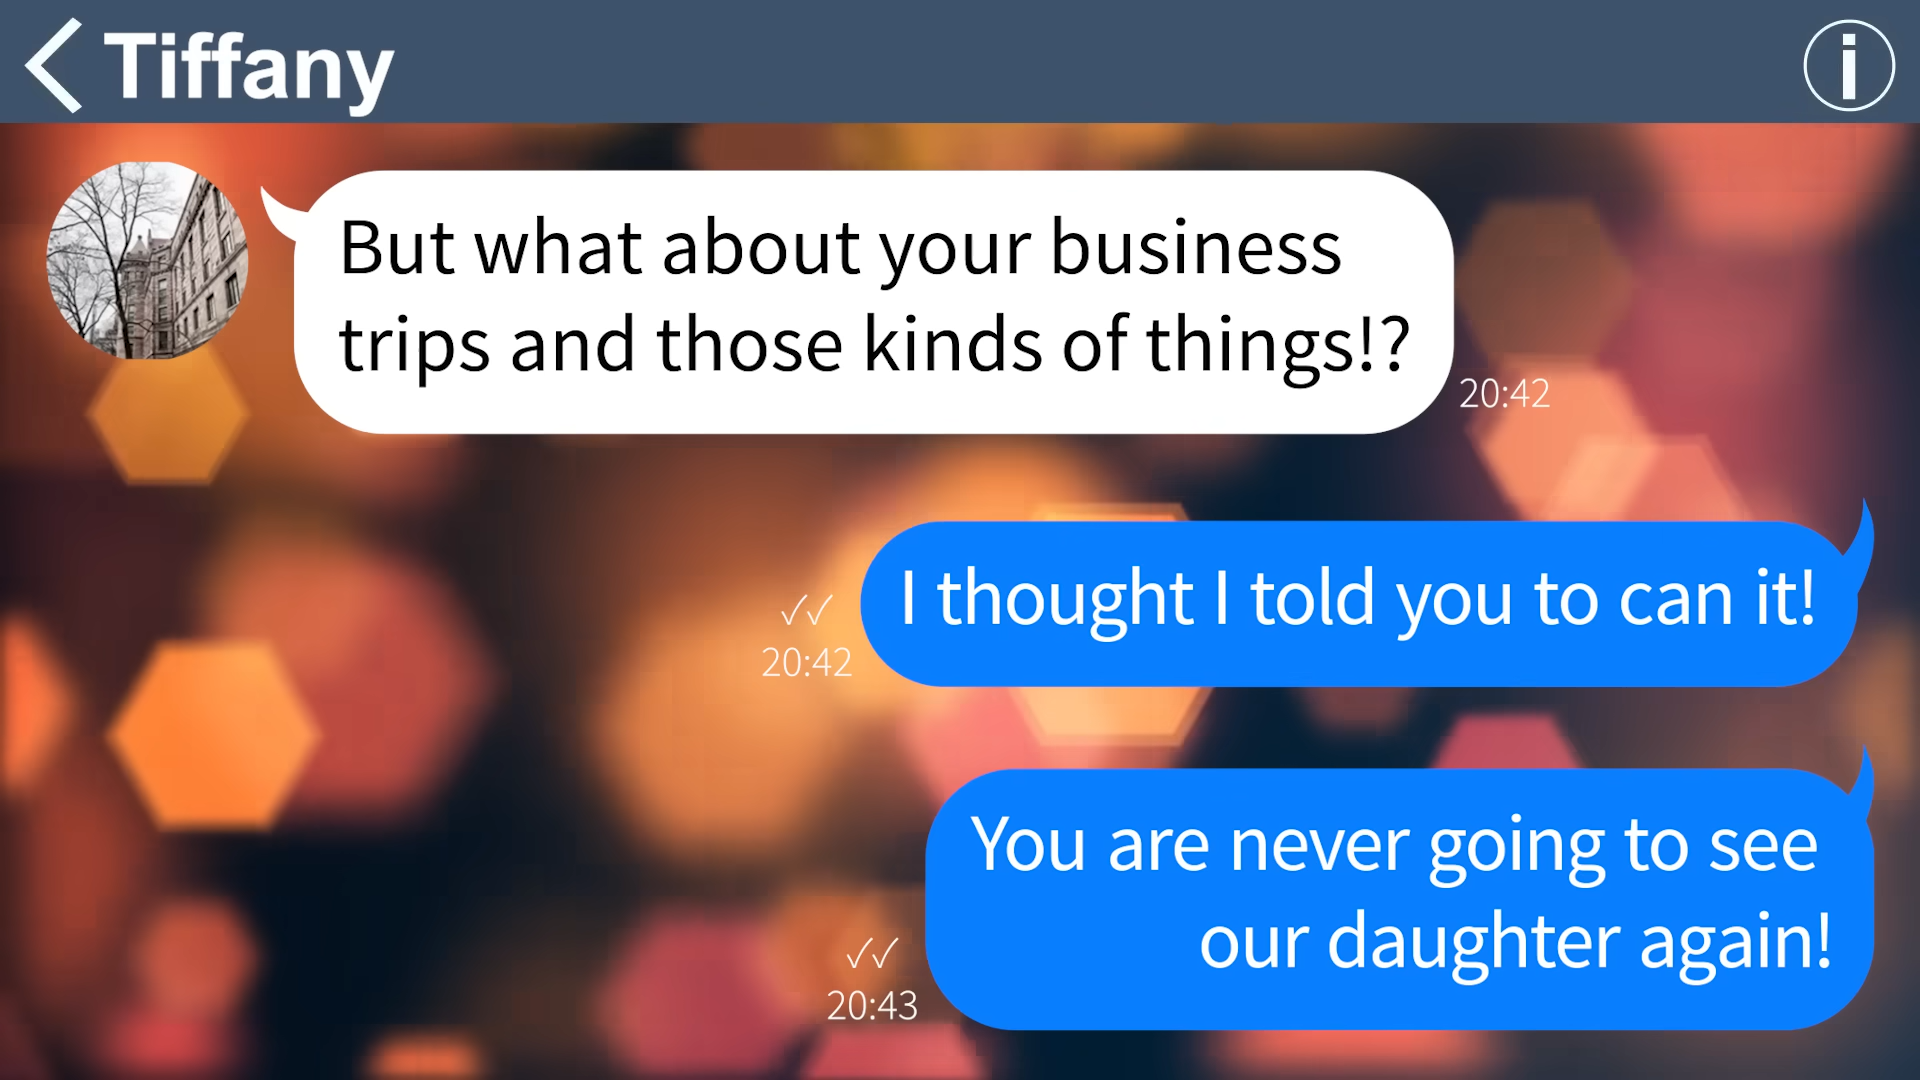 Tiffany
But what about your business
trips and those kinds of things!?
20:42
I thought I told you to can it!
20:42
You are never going to see
our daughter again!
20:43